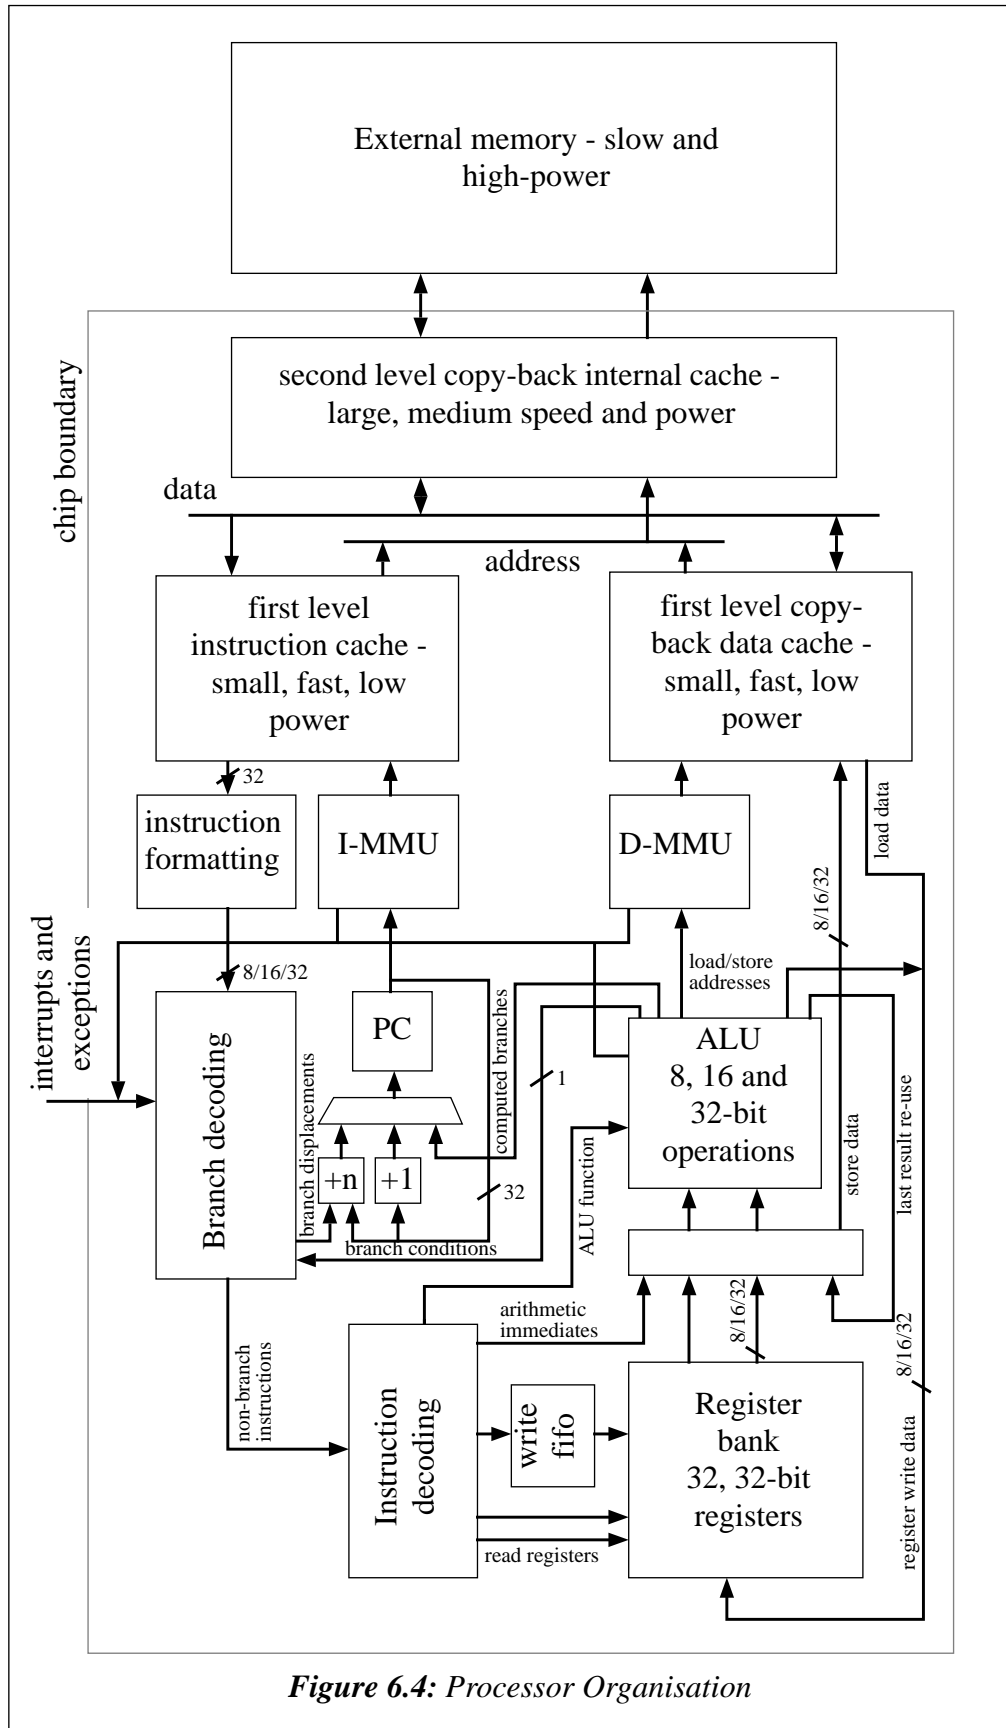 External memory - slow and
high-power
chip boundary
second level copy-back internal cache -
large, medium speed and power
data
address
first level
instruction cache -
small, fast, low
power
first level copy-
back data cache -
small, fast, low
power
32
load data
instruction
formatting
I-MMU
D-MMU
8/16/32
interrupts and
exceptions
8/16/32
load/store
addresses
Branch decoding
PC
computed branches
ALU
8, 16 and
32-bit
operations
1
branch displacements
+n
+1
32
ALU function
store data
last result re-use
branch conditions
arithmetic
immediates
8/16/32
8/16/32
non-branch
instructions
Instruction
decoding
write
fifo
Register
bank
32, 32-bit
registers
register write data
read registers
Figure 6.4: Processor Organisation